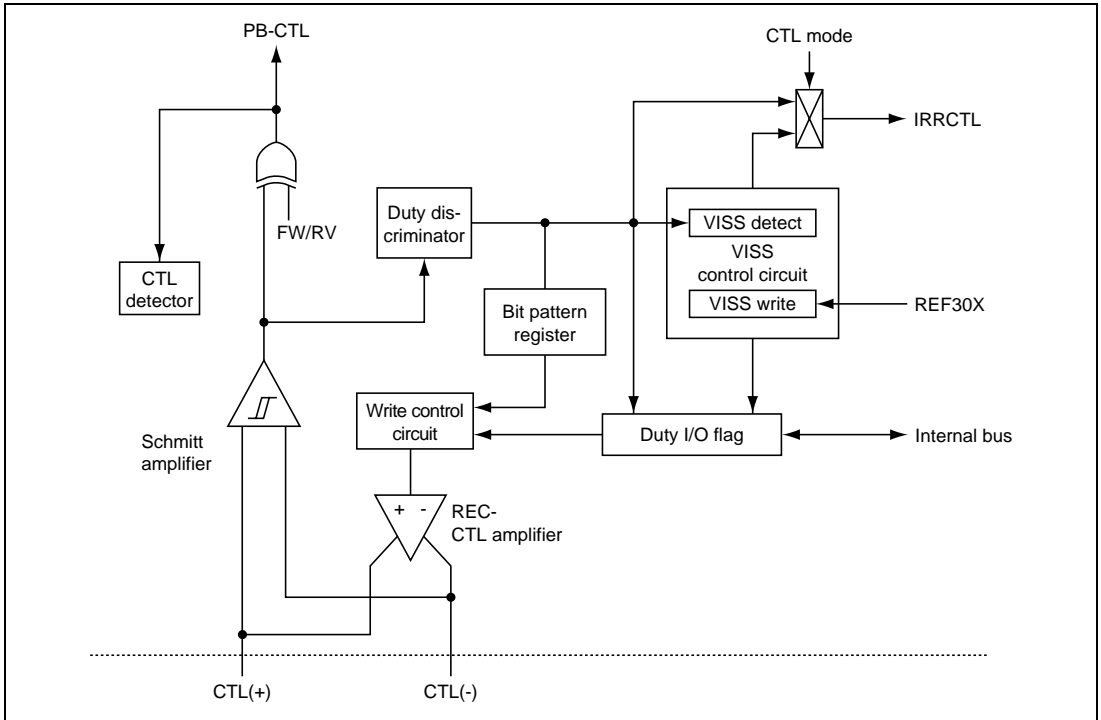 PB-CTL
CTL mode
IRRCTL
Duty dis-
criminator
FW/RV
VISS detect
VISS
control circuit
CTL
detector
VISS write
REF30X
Bit pattern
register
Write control
circuit
Duty I/O flag
Internal bus
Schmitt
amplifier
+ -
REC-
CTL amplifier
CTL(+)
CTL(-)